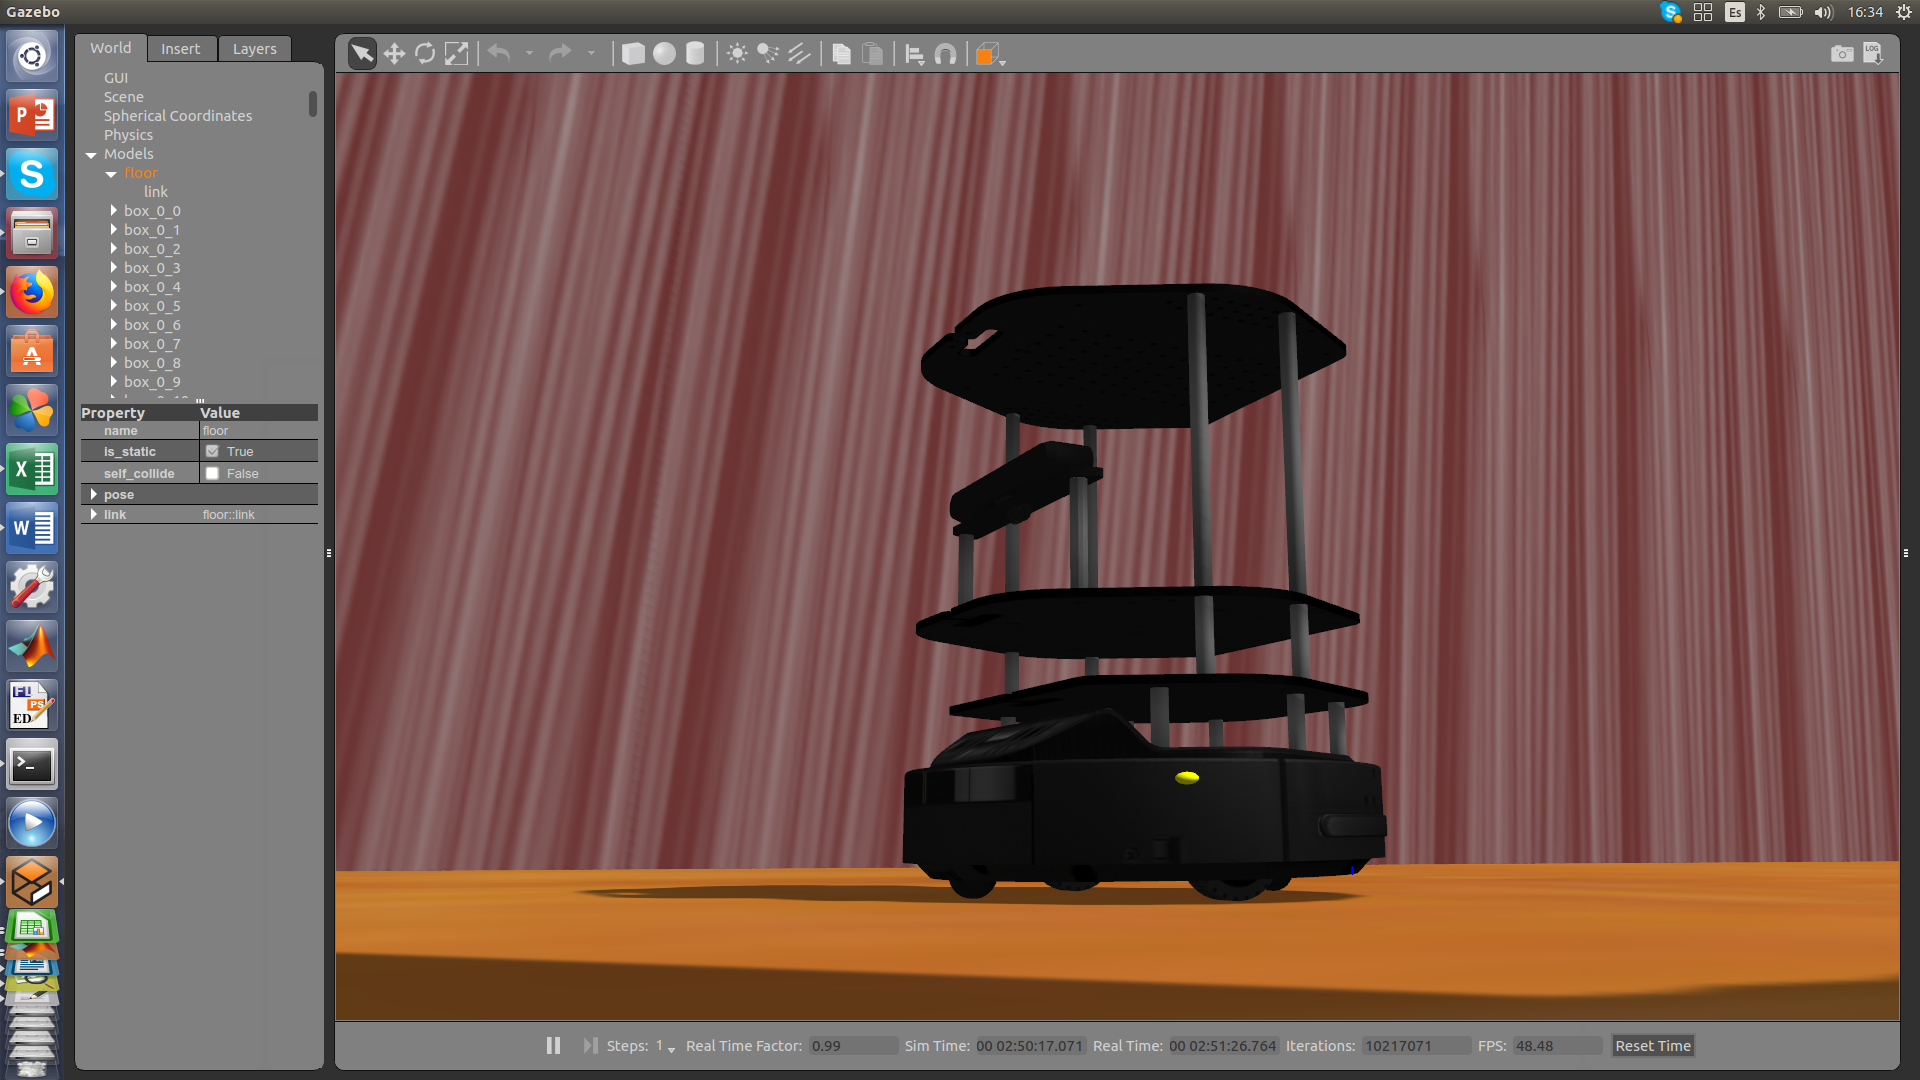 Gazebo
Es
16:34
World
Insert
Layers
LOG
GUI
Scene
Spherical Coordinates
Physics
Models
floor
link
box_0_0
box_0_1
box_0_2
box_0_3
box_0_4
box_0_5
box_0_6
box_0_7
box_0_8
box_0_9
Property Value
name floor
is_static True
self_collide False
pose
link floor::link
Steps: 1 Real Time Factor: 0.99 Sim Time: 00 02:50:17.071 Real Time: 00 02:51:26.764 Iterations: 10217071 FPS: 48.48 Reset Time